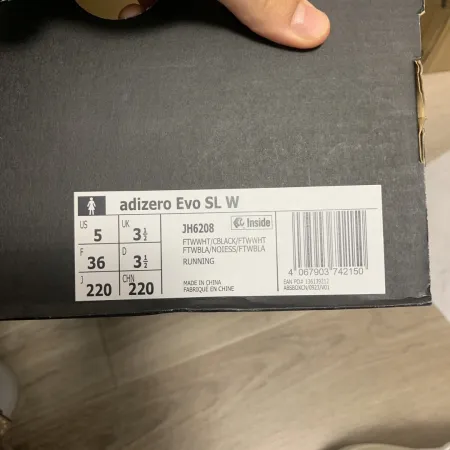 adizero Evo SL W
US
5
UK
3½
F
36
D
3½
J
220
CHN
220
JH6208
Inside
FTWWHT/CBLACK/FTWWHT
FTWBLA/NOIESS/FTWBLA
RUNNING
MADE IN CHINA
FABRIQUÉ EN CHINE
4 067903 742150